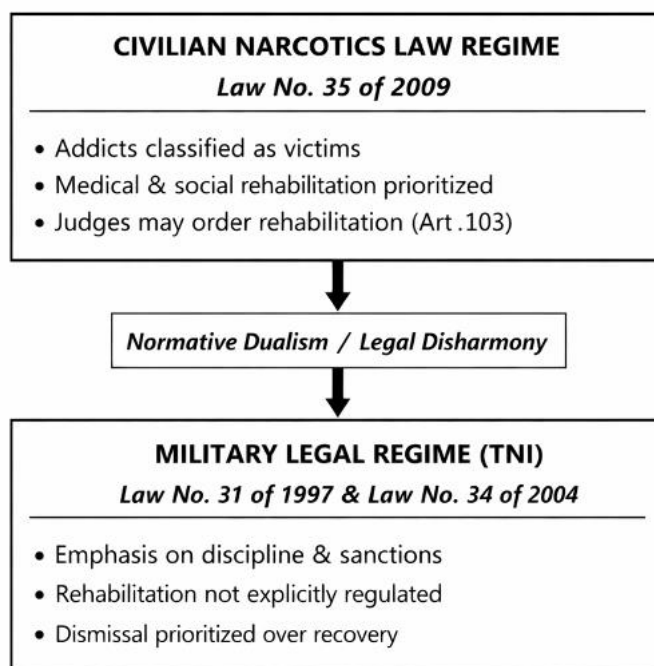 CIVILIAN NARCOTICS LAW REGIME
Law No. 35 of 2009
• Addicts classified as victims
• Medical & social rehabilitation prioritized
• Judges may order rehabilitation (Art.103)
Normative Dualism / Legal Disharmony
MILITARY LEGAL REGIME (TNI)
Law No. 31 of 1997 & Law No. 34 of 2004
• Emphasis on discipline & sanctions
• Rehabilitation not explicitly regulated
• Dismissal prioritized over recovery